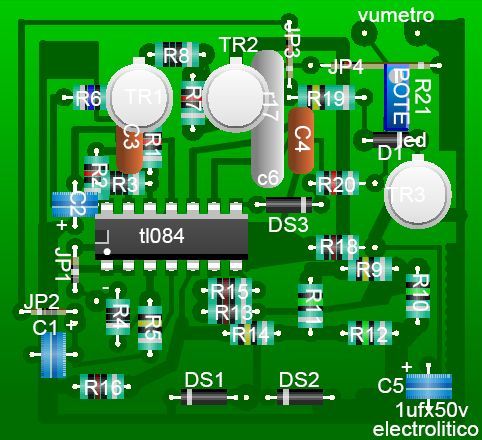 vumetro
TR2
JP3
R8
JP4
R21
R6
TR1
R7
R19
POTE
C3
C4
D1
led
R2
R3
R20
TR3
C2
+
c6
tl084
DS3
R18
JP1
R9
-
R15
R10
JP2
R4
R13
R11
C1
+
R5
R14
R12
R16
DS1
DS2
+
C5
1ufx50v
electrolitico